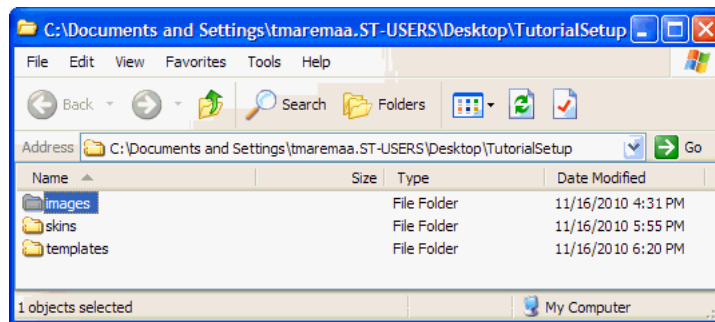 C:\Documents and Settings\tmaremaa.ST-USERS\Desktop\TutorialSetup
File Edit View Favorites Tools Help
Back Search Folders
Address C:\Documents and Settings\tmaremaa.ST-USERS\Desktop\TutorialSetup Go
Name Size Type Date Modified
images File Folder 11/16/2010 4:31 PM
skins File Folder 11/16/2010 5:55 PM
templates File Folder 11/16/2010 6:20 PM
1 objects selected My Computer